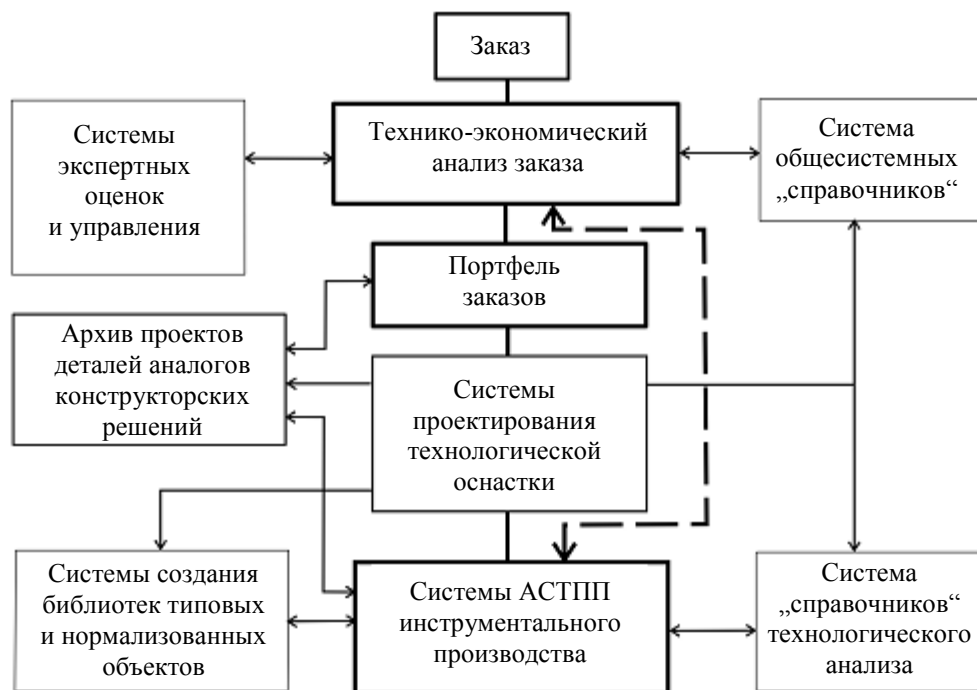 Заказ
Технико-экономический
анализ заказа
Системы
экспертных
оценок
и управления
Система
общесистемных
„справочников“
Портфель
заказов
Архив проектов
деталей аналогов
конструкторских
решений
Системы
проектирования
технологической
оснастки
Системы создания
библиотек типовых
и нормализованных
объектов
Системы АСТПП
инструментального
производства
Система
„справочников“
технологического
анализа